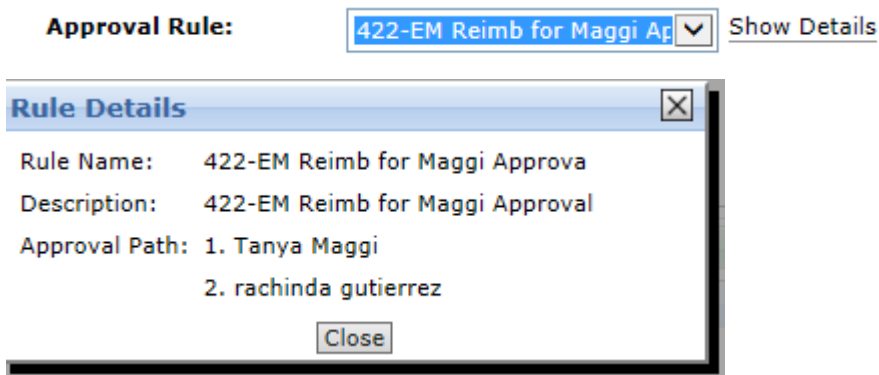 Approval Rule: 422-EM Reimb for Maggi Ap Show Details
Rule Details
Rule Name: 422-EM Reimb for Maggi Approva
Description: 422-EM Reimb for Maggi Approval
Approval Path: 1. Tanya Maggi
2. rachinda gutierrez
Close